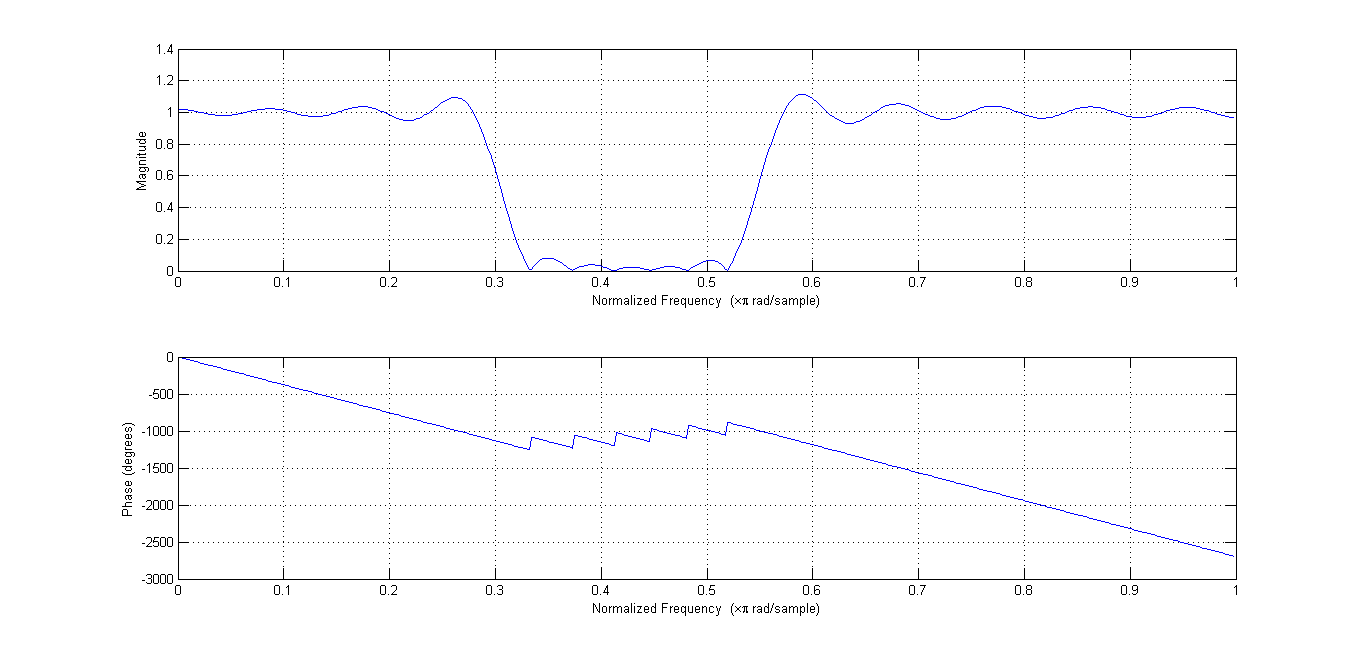 1.4
1.2
1
0.8
0.6
0.4
0.2
0
Magnitude
0 0.1 0.2 0.3 0.4 0.5 0.6 0.7 0.8 0.9 1
Normalized Frequency (×π rad/sample)
0
-500
-1000
-1500
-2000
-2500
-3000
Phase (degrees)
0 0.1 0.2 0.3 0.4 0.5 0.6 0.7 0.8 0.9 1
Normalized Frequency (×π rad/sample)